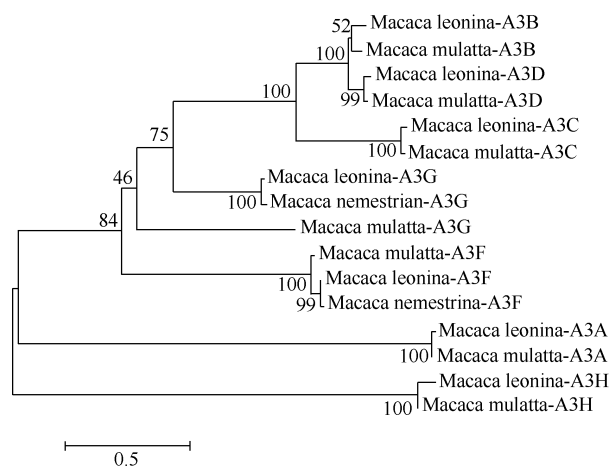 52
Macaca leonina-A3B
100
Macaca mulatta-A3B
Macaca leonina-A3D
100
99
Macaca mulatta-A3D
Macaca leonina-A3C
75
100
Macaca mulatta-A3C
46
Macaca leonina-A3G
100
Macaca nemestrian-A3G
84
Macaca mulatta-A3G
Macaca mulatta-A3F
100
Macaca leonina-A3F
99
Macaca nemestrina-A3F
Macaca leonina-A3A
100
Macaca mulatta-A3A
Macaca leonina-A3H
100
Macaca mulatta-A3H
0.5